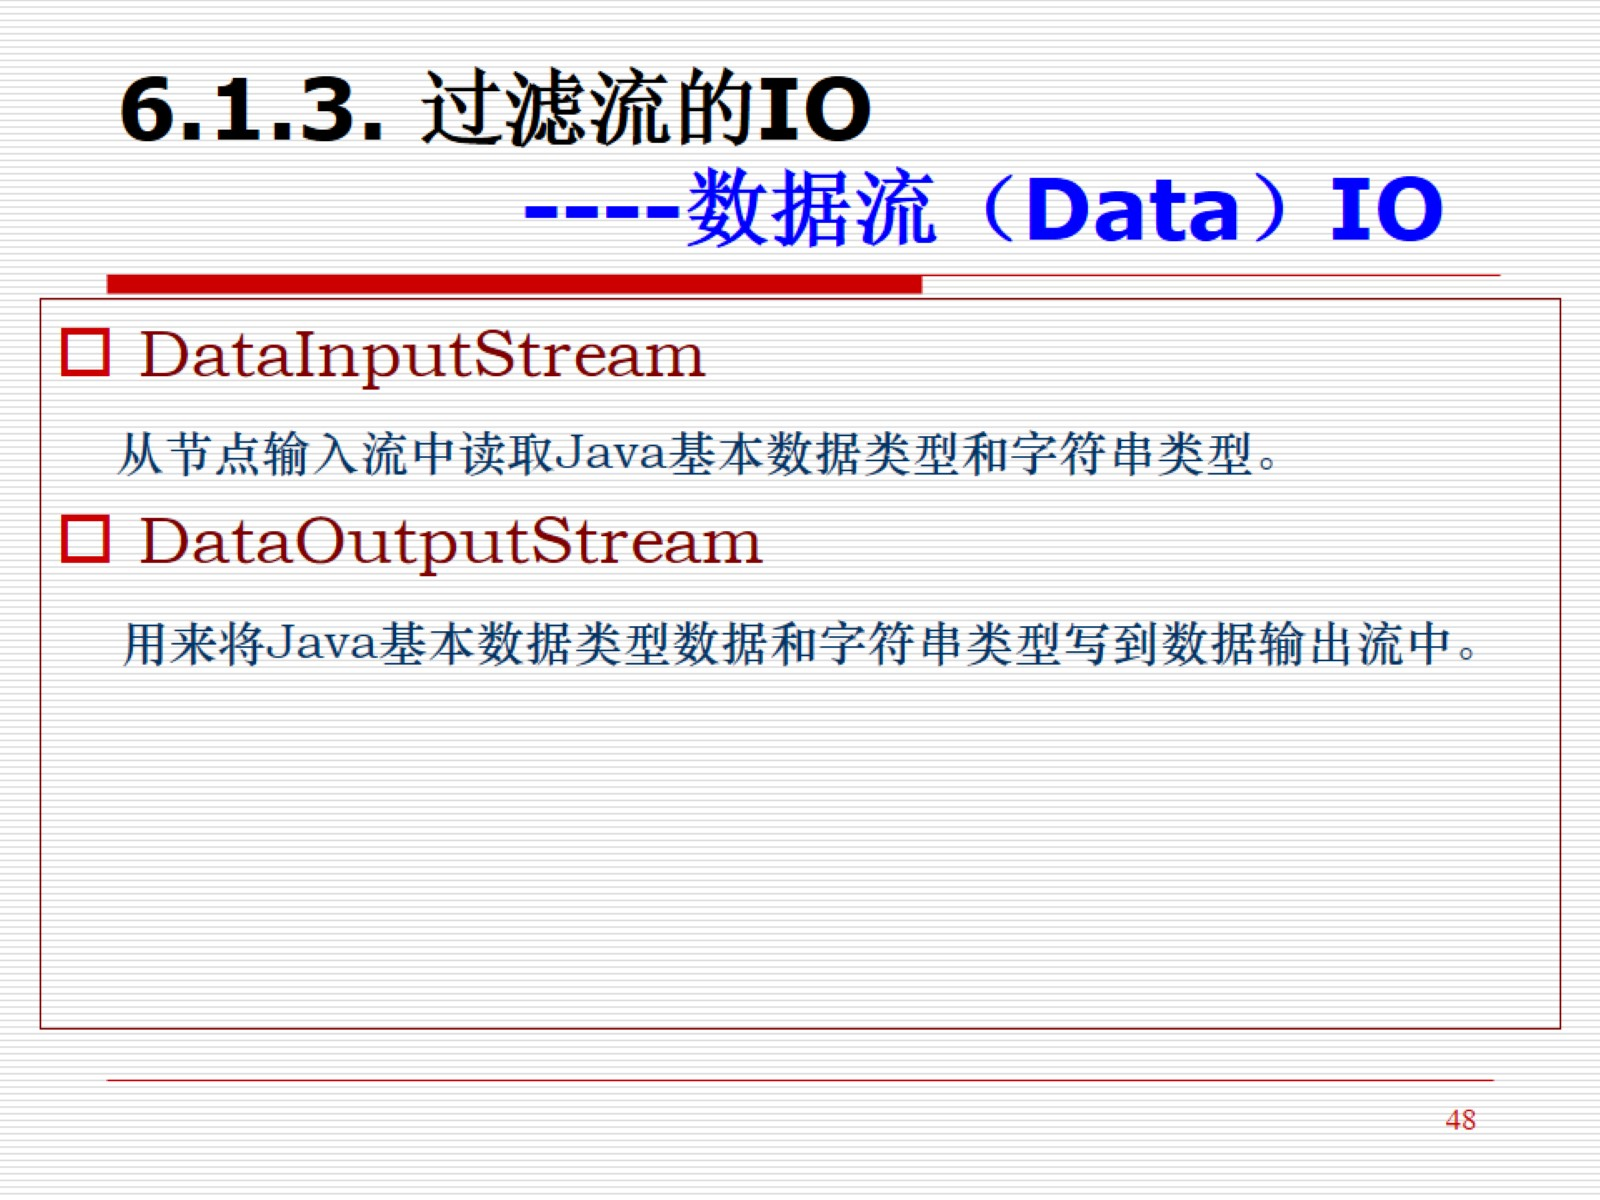 6.1.3. 过滤流的IO
----数据流（Data）IO
DataInputStream
从节点输入流中读取Java基本数据类型和字符串类型。
DataOutputStream
用来将Java基本数据类型数据和字符串类型写到数据输出流中。
48